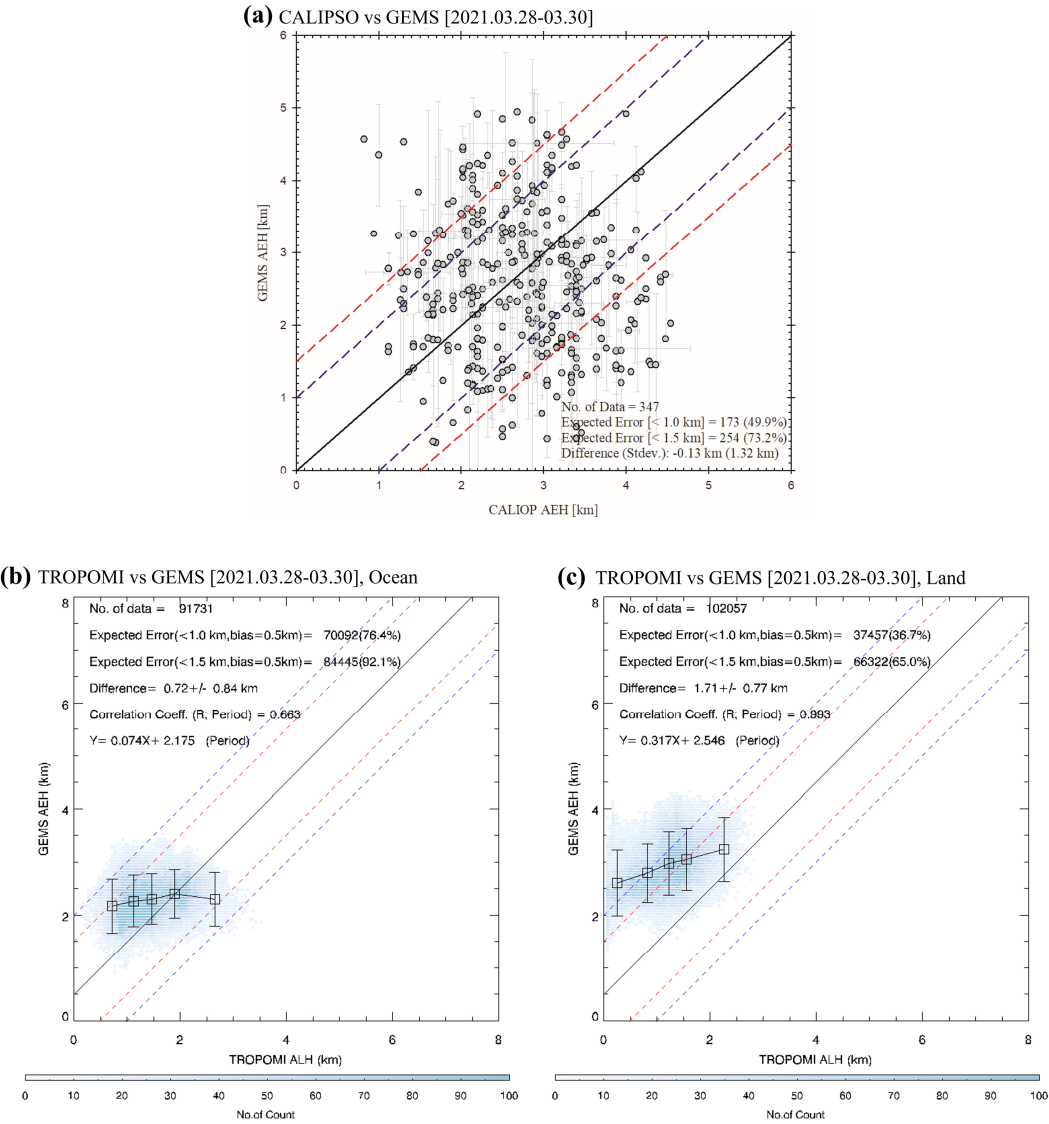 (a) CALIPSO vs GEMS [2021.03.28-03.30]
6
5
4
3
2
1
0
GEMS AEH [km]
No. of Data = 347
Expected Error [< 1.0 km] = 173 (49.9%)
Expected Error [< 1.5 km] = 254 (73.2%)
Difference (Stdev.): -0.13 km (1.32 km)
0 1 2 3 4 5 6
CALIOP AEH [km]
(b) TROPOMI vs GEMS [2021.03.28-03.30], Ocean
8
6
4
2
0
GEMS AEH (km)
No. of data = 91731
Expected Error(<1.0 km,bias=0.5km)= 70092(76.4%)
Expected Error(<1.5 km,bias=0.5km)= 84445(92.1%)
Difference= 0.72+/- 0.84 km
Correlation Coeff. (R; Period) = 0.663
Y= 0.074X+ 2.175 (Period)
0 2 4 6 8
TROPOMI ALH (km)
0 10 20 30 40 50 60 70 80 90 100
No.of Count
(c) TROPOMI vs GEMS [2021.03.28-03.30], Land
8
6
4
2
0
GEMS AEH (km)
No. of data = 102057
Expected Error(<1.0 km,bias=0.5km)= 37457(36.7%)
Expected Error(<1.5 km,bias=0.5km)= 66322(65.0%)
Difference= 1.71+/- 0.77 km
Correlation Coeff. (R; Period) = 0.993
Y= 0.317X+ 2.546 (Period)
0 2 4 6 8
TROPOMI ALH (km)
0 10 20 30 40 50 60 70 80 90 100
No.of Count